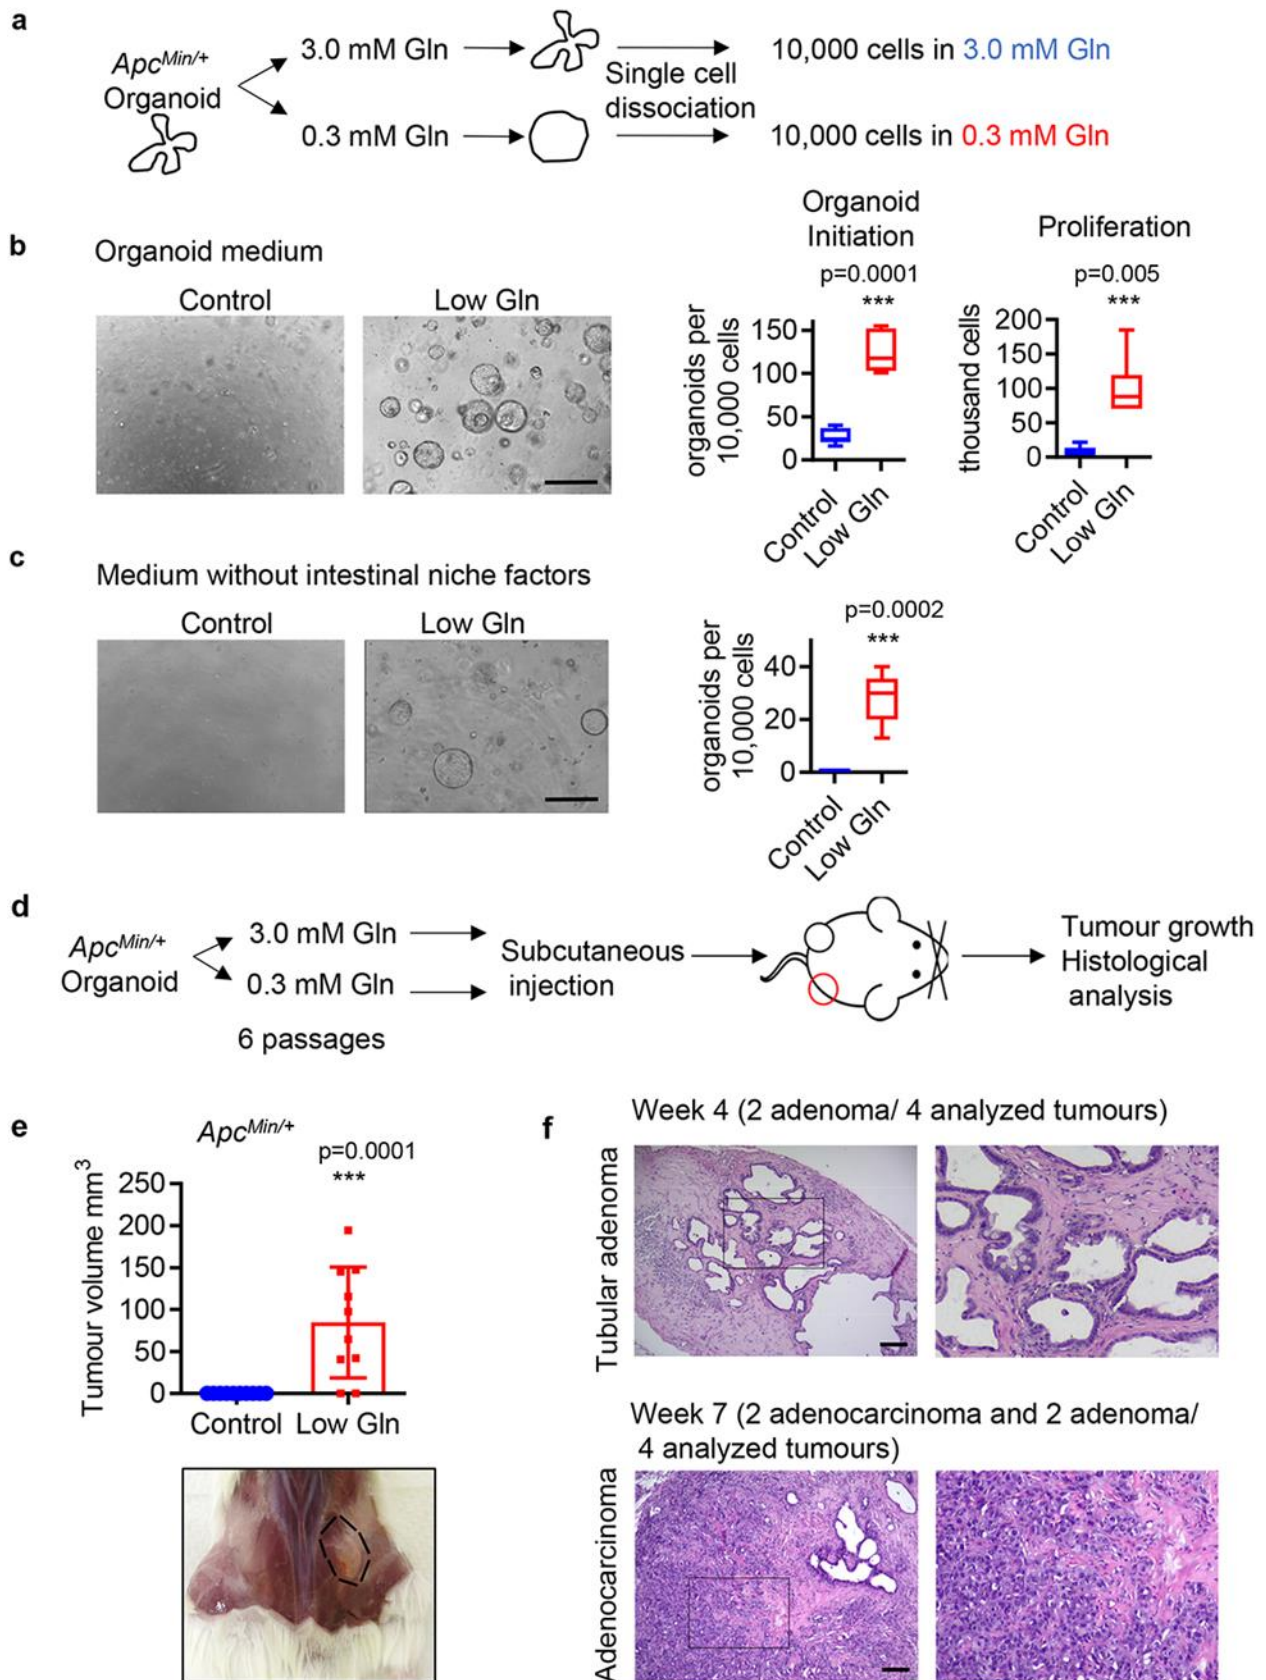 a
Apc^Min/+
Organoid
3.0 mM Gln
0.3 mM Gln
Single cell
dissociation
10,000 cells in 3.0 mM Gln
10,000 cells in 0.3 mM Gln
b
Organoid medium
Control
Low Gln
Organoid
Initiation
p=0.0001
***
organoids per
10,000 cells
150
100
50
0
Control
Low Gln
Proliferation
p=0.005
***
thousand cells
200
150
100
50
0
Control
Low Gln
c
Medium without intestinal niche factors
Control
Low Gln
p=0.0002
***
organoids per
10,000 cells
40
20
0
Control
Low Gln
d
Apc^Min/+
Organoid
3.0 mM Gln
0.3 mM Gln
6 passages
Subcutaneous
injection
Tumour growth
Histological
analysis
e
Apc^Min/+
p=0.0001
***
Tumour volume mm³
250
200
150
100
50
0
Control
Low Gln
f
Week 4 (2 adenoma/ 4 analyzed tumours)
Tubular adenoma
Week 7 (2 adenocarcinoma and 2 adenoma/
4 analyzed tumours)
Adenocarcinoma